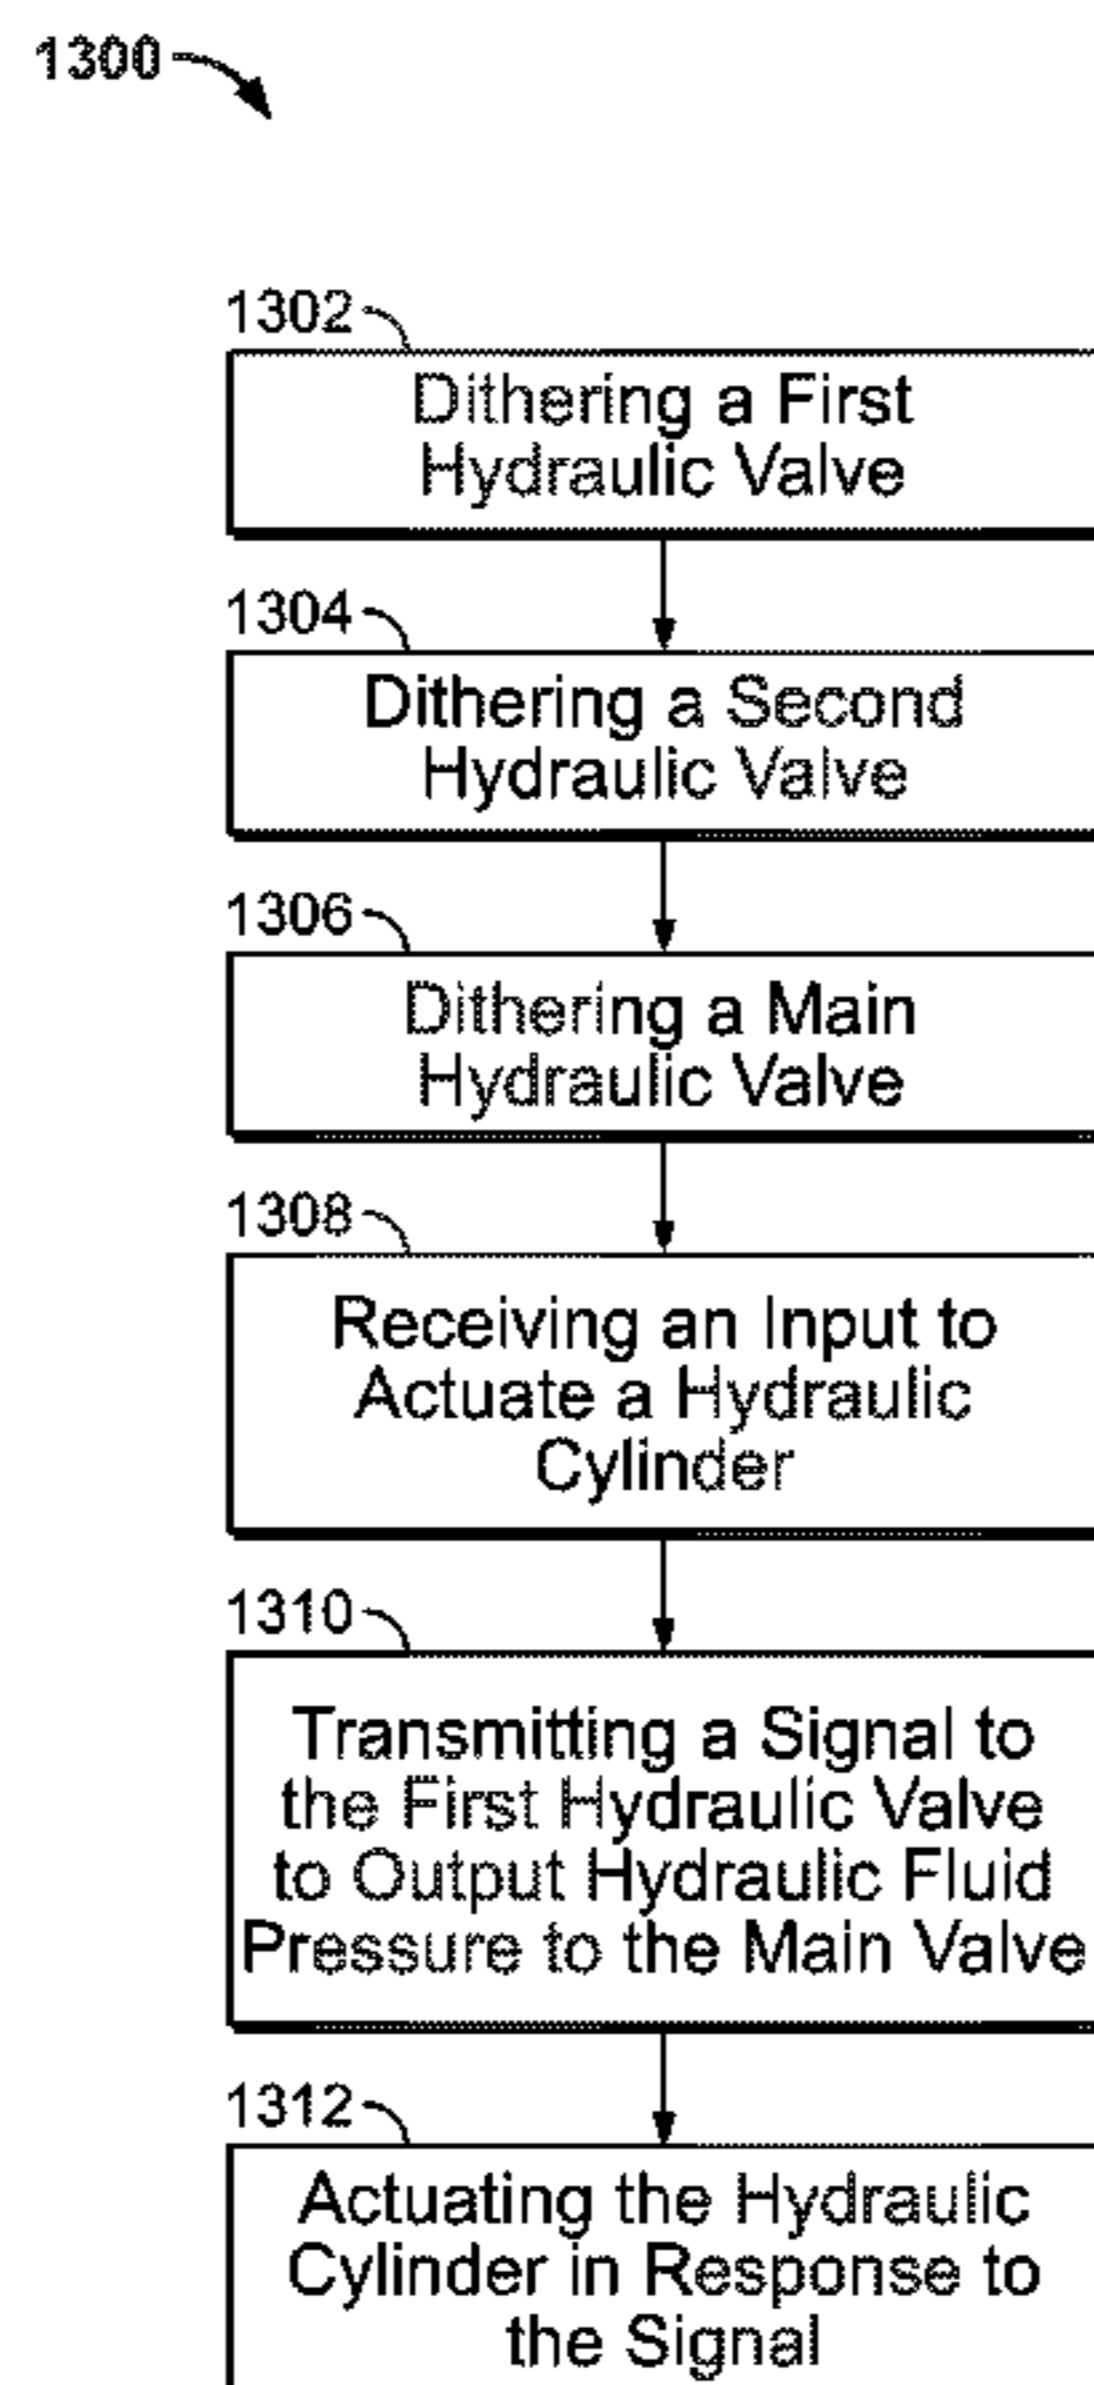 1300
1302
Dithering a First
Hydraulic Valve
1304
Dithering a Second
Hydraulic Valve
1306
Dithering a Main
Hydraulic Valve
1308
Receiving an Input to
Actuate a Hydraulic
Cylinder
1310
Transmitting a Signal to
the First Hydraulic Valve
to Output Hydraulic Fluid
Pressure to the Main Valve
1312
Actuating the Hydraulic
Cylinder in Response to
the Signal